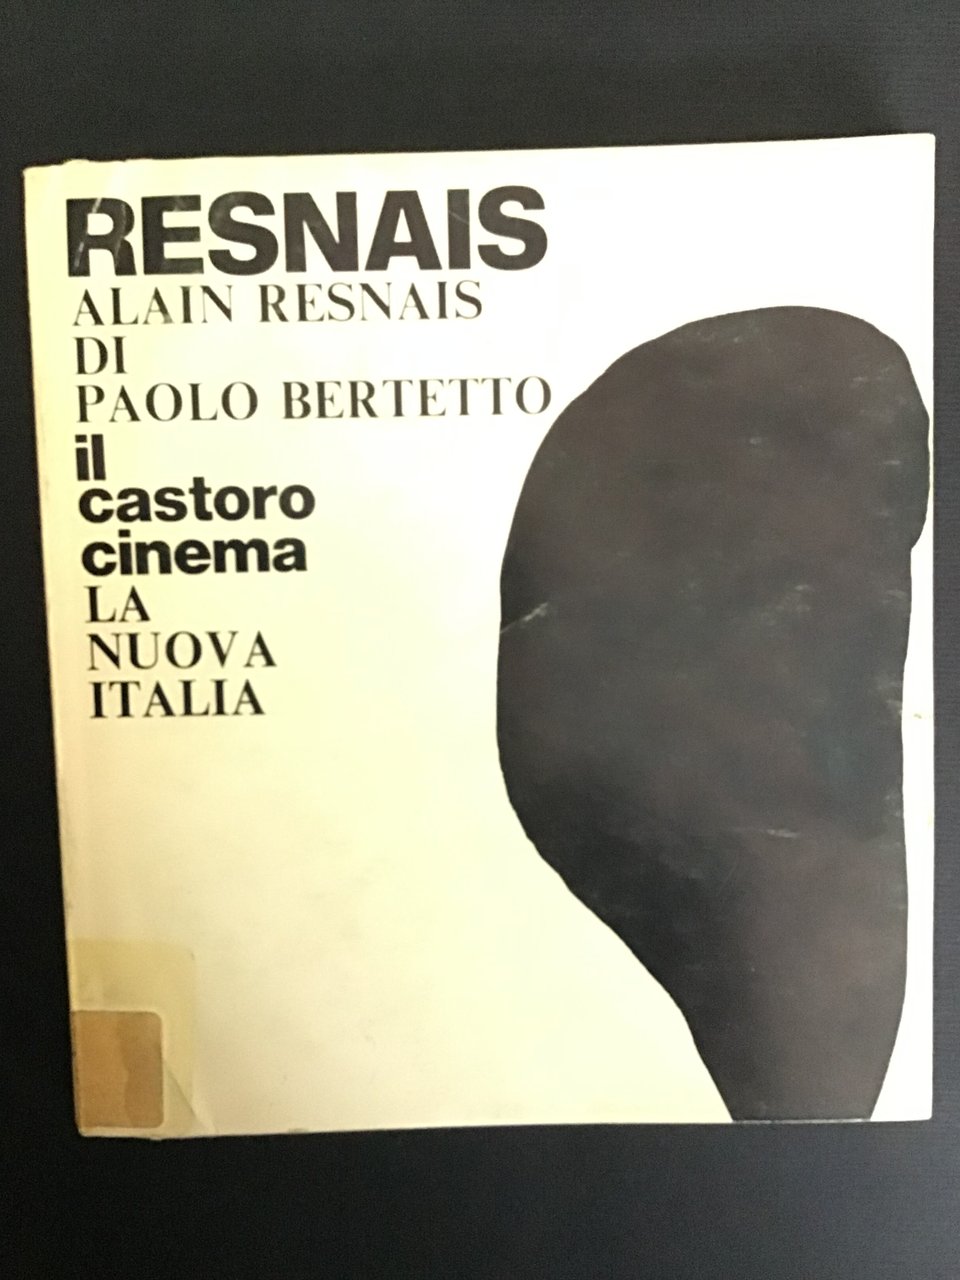 RESNAIS
ALAIN RESNAIS
DI
PAOLO BERTETTO
il
castoro
cinema
LA
NUOVA
ITALIA